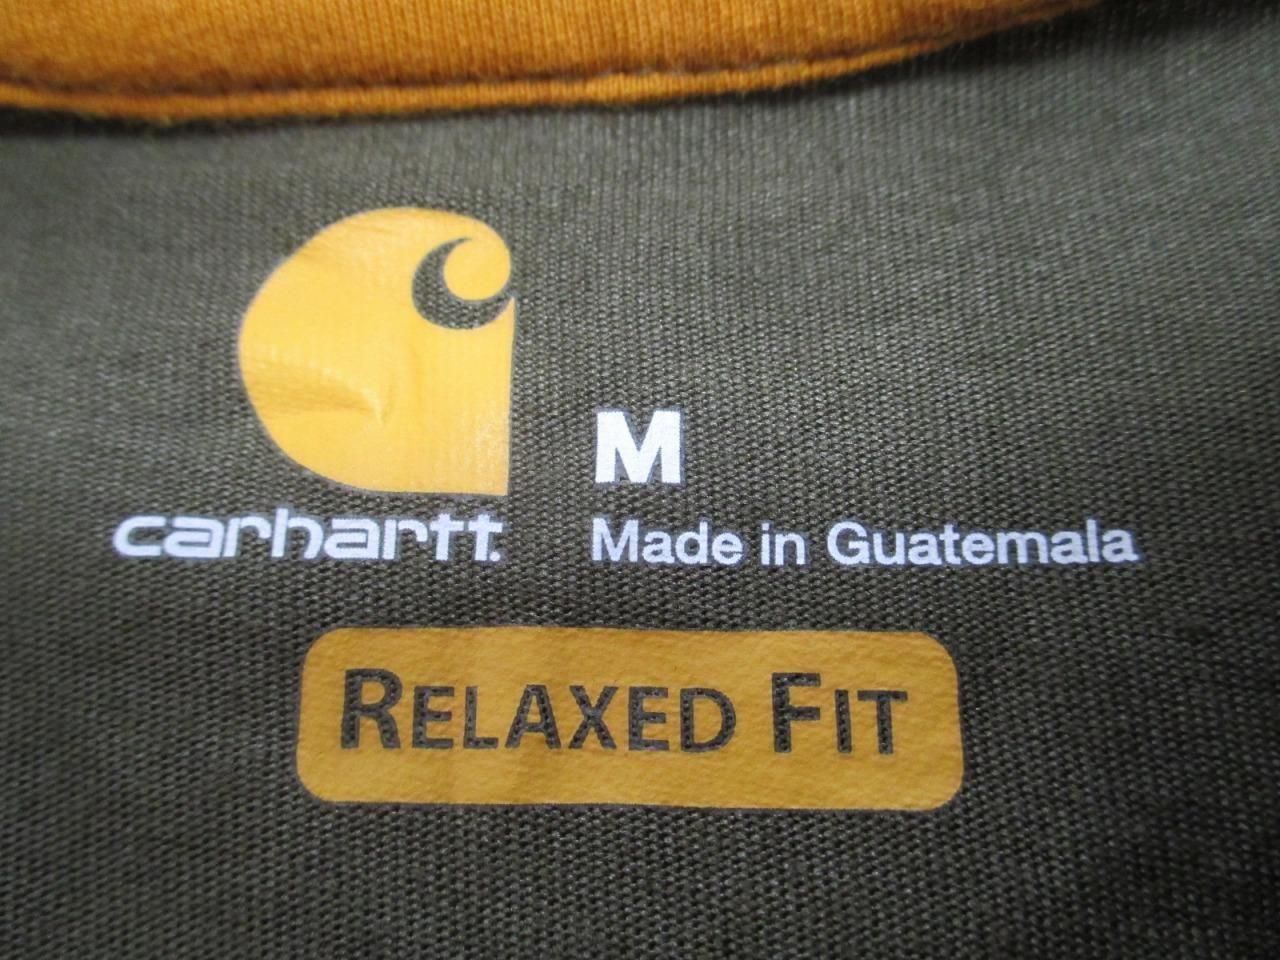 M
carhartt.
Made in Guatemala
RELAXED FIT